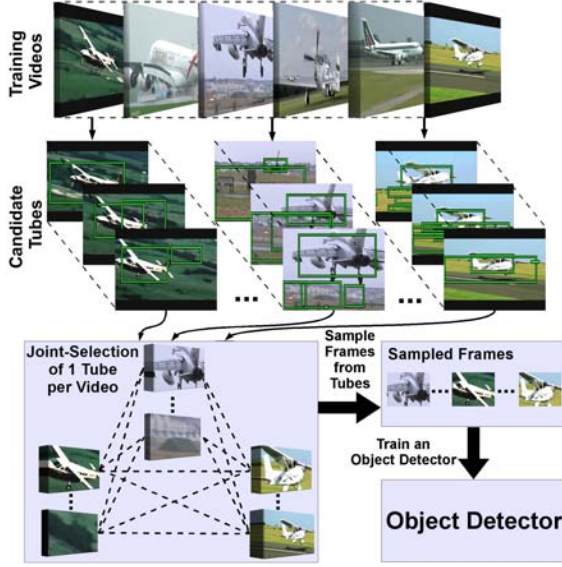 Training
Videos
Candidate
Tubes
Joint-Selection
of 1 Tube
per Video
Sample
Frames
from
Tubes
Sampled Frames
Train an
Object Detector
Object Detector